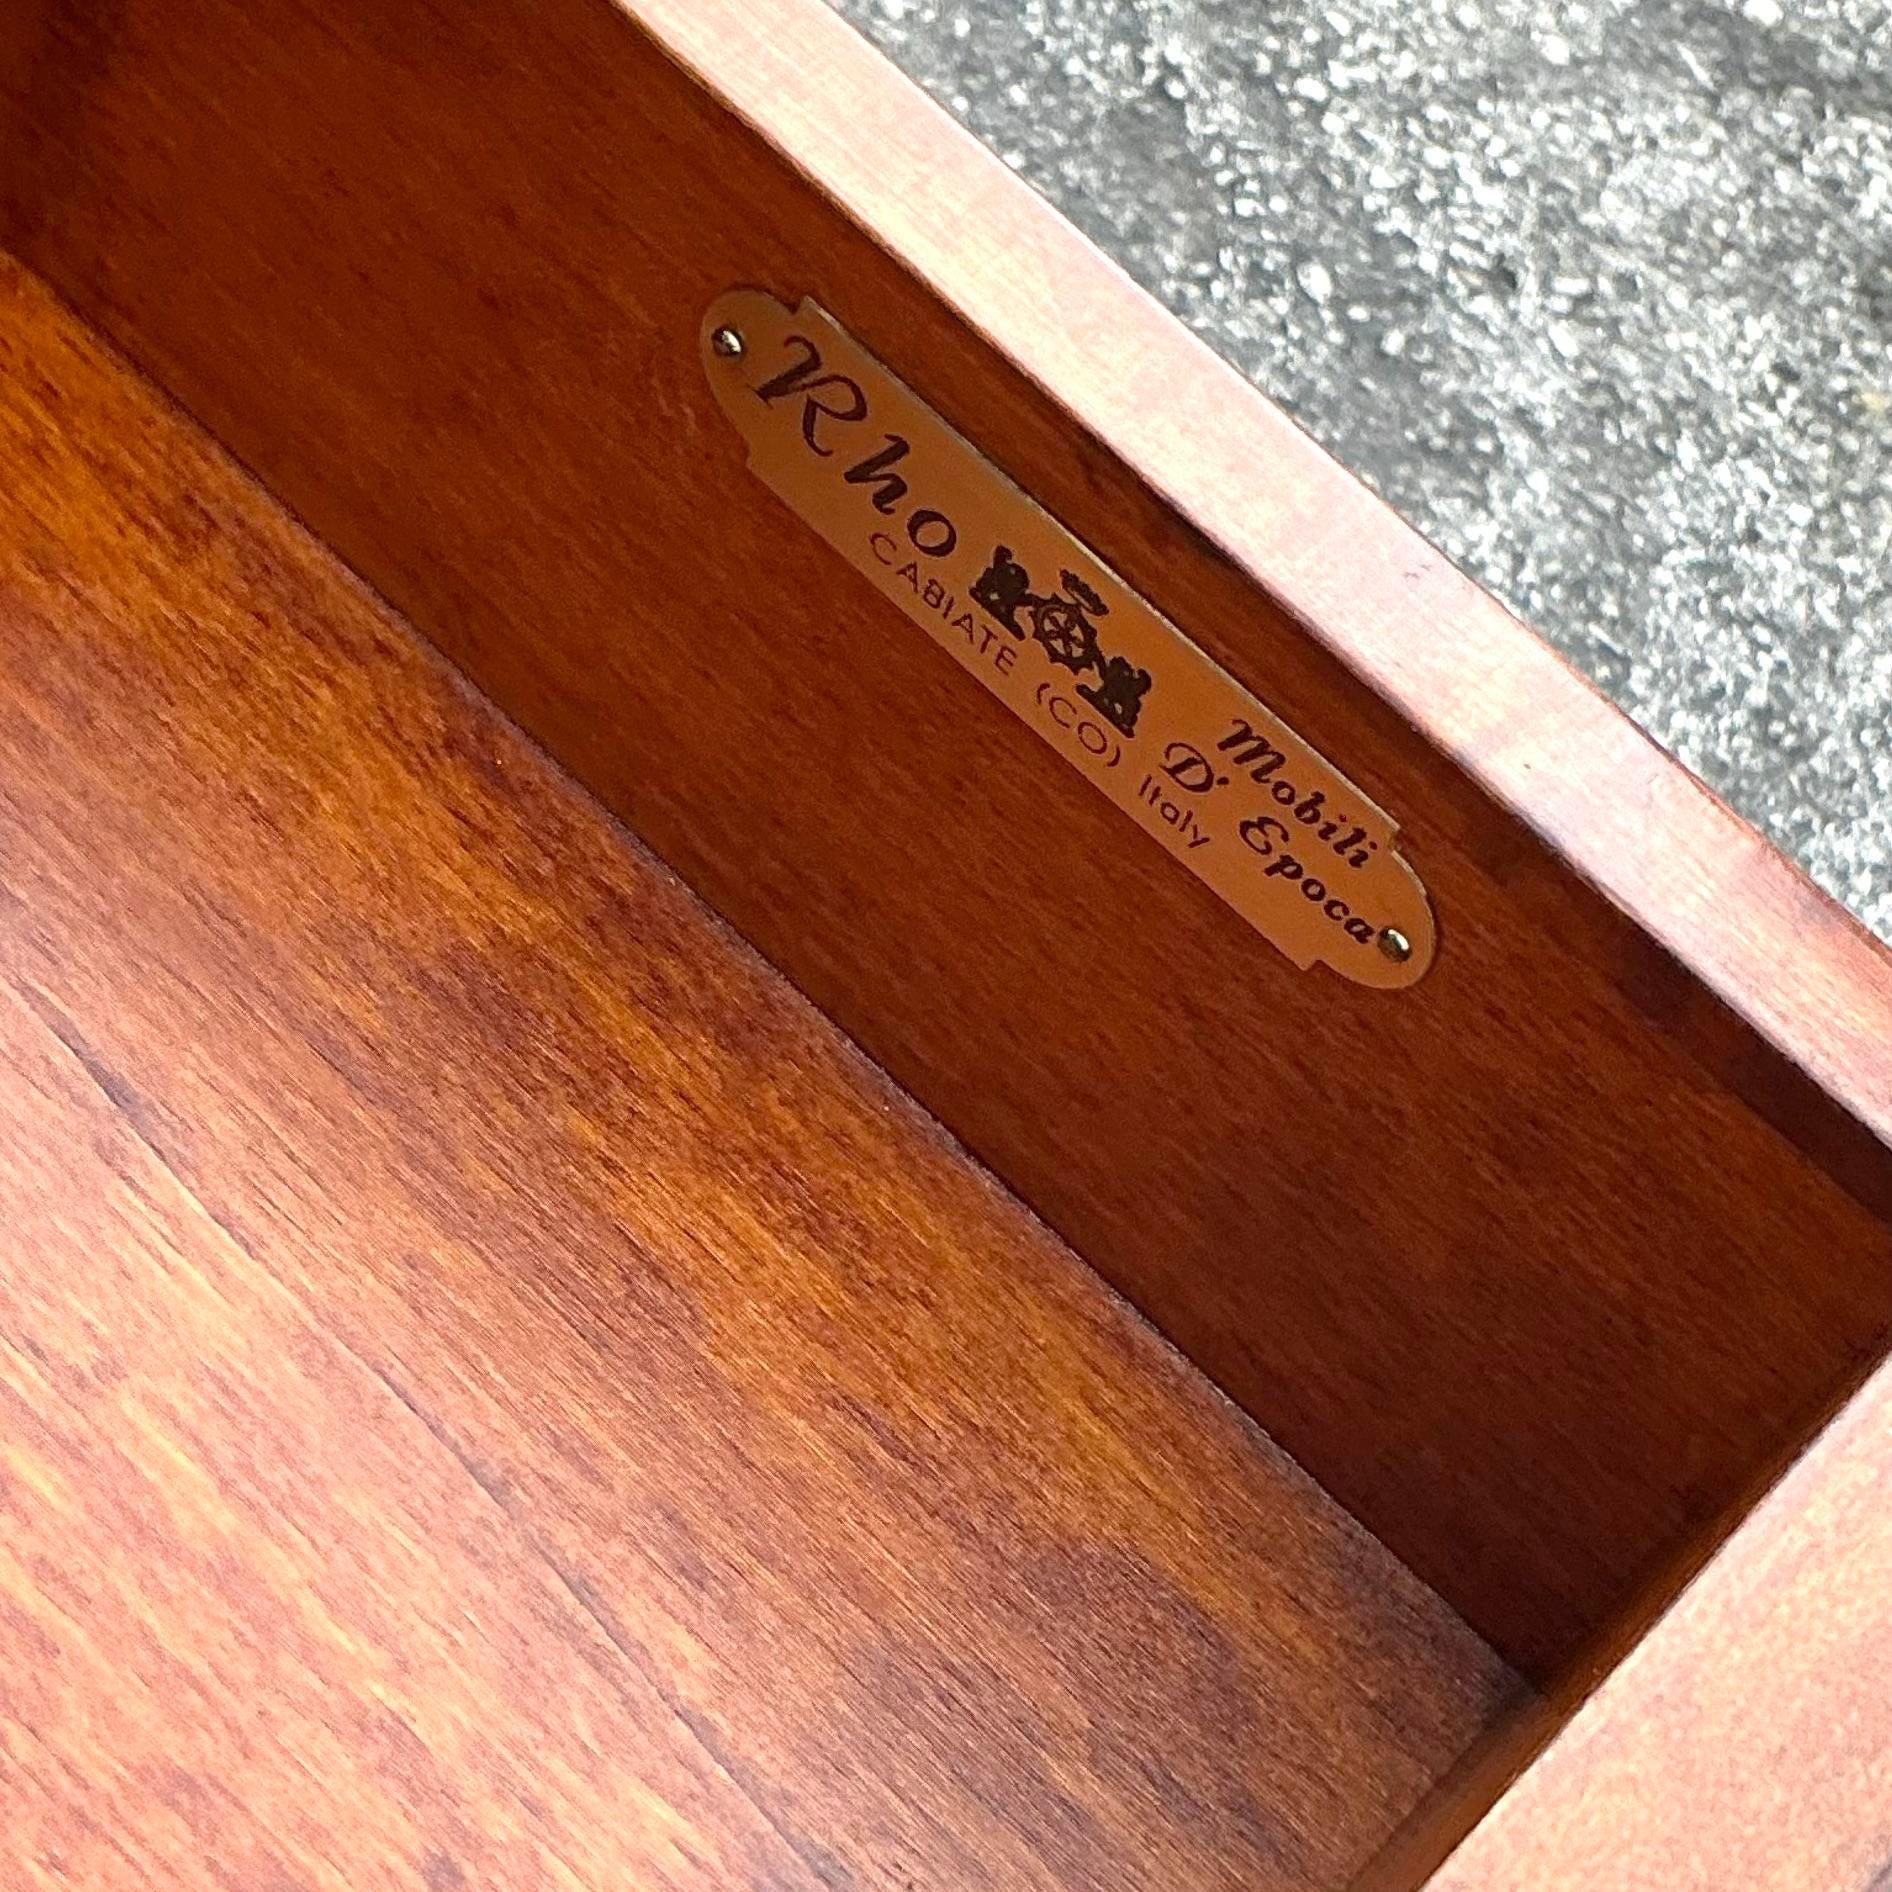 Rho
Mobili
D'Epoca
CABIATE (CO) Italy